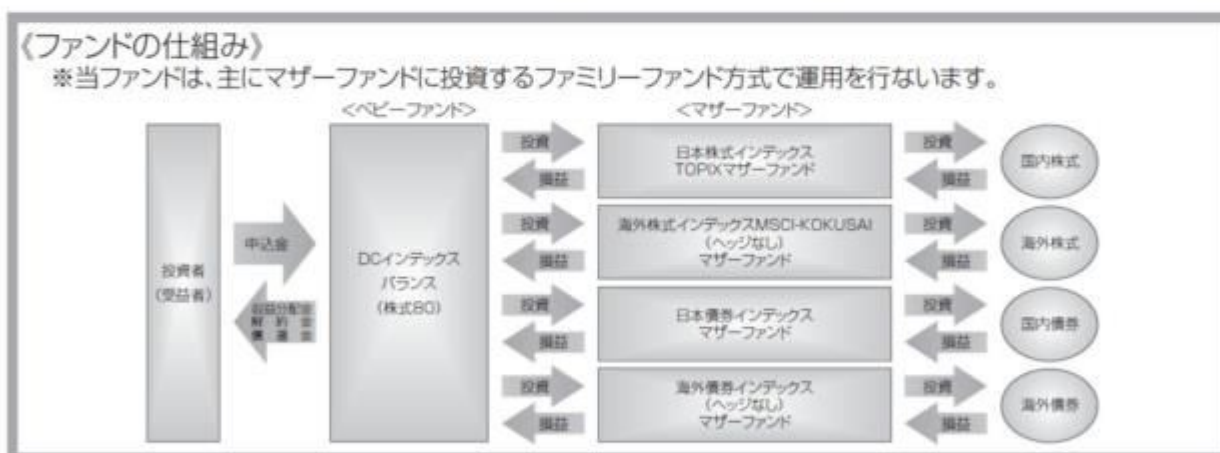 《ファンドの仕組み》
※当ファンドは、主にマザーファンドに投資するファミリーファンド方式で運用を行ないます。
<ベビーファンド>
<マザーファンド>
投資者
(受益者)
申込金
収益分配金
解約金
償還金
DCインデックス
バランス
(株式80)
投資
損益
日本株式インデックス
TOPIXマザーファンド
投資
損益
国内株式
投資
損益
海外株式インデックスMSCI-KOKUSAI
(ヘッジなし)
マザーファンド
投資
損益
海外株式
投資
損益
日本債券インデックス
マザーファンド
投資
損益
国内債券
投資
損益
海外債券インデックス
(ヘッジなし)
マザーファンド
投資
損益
海外債券